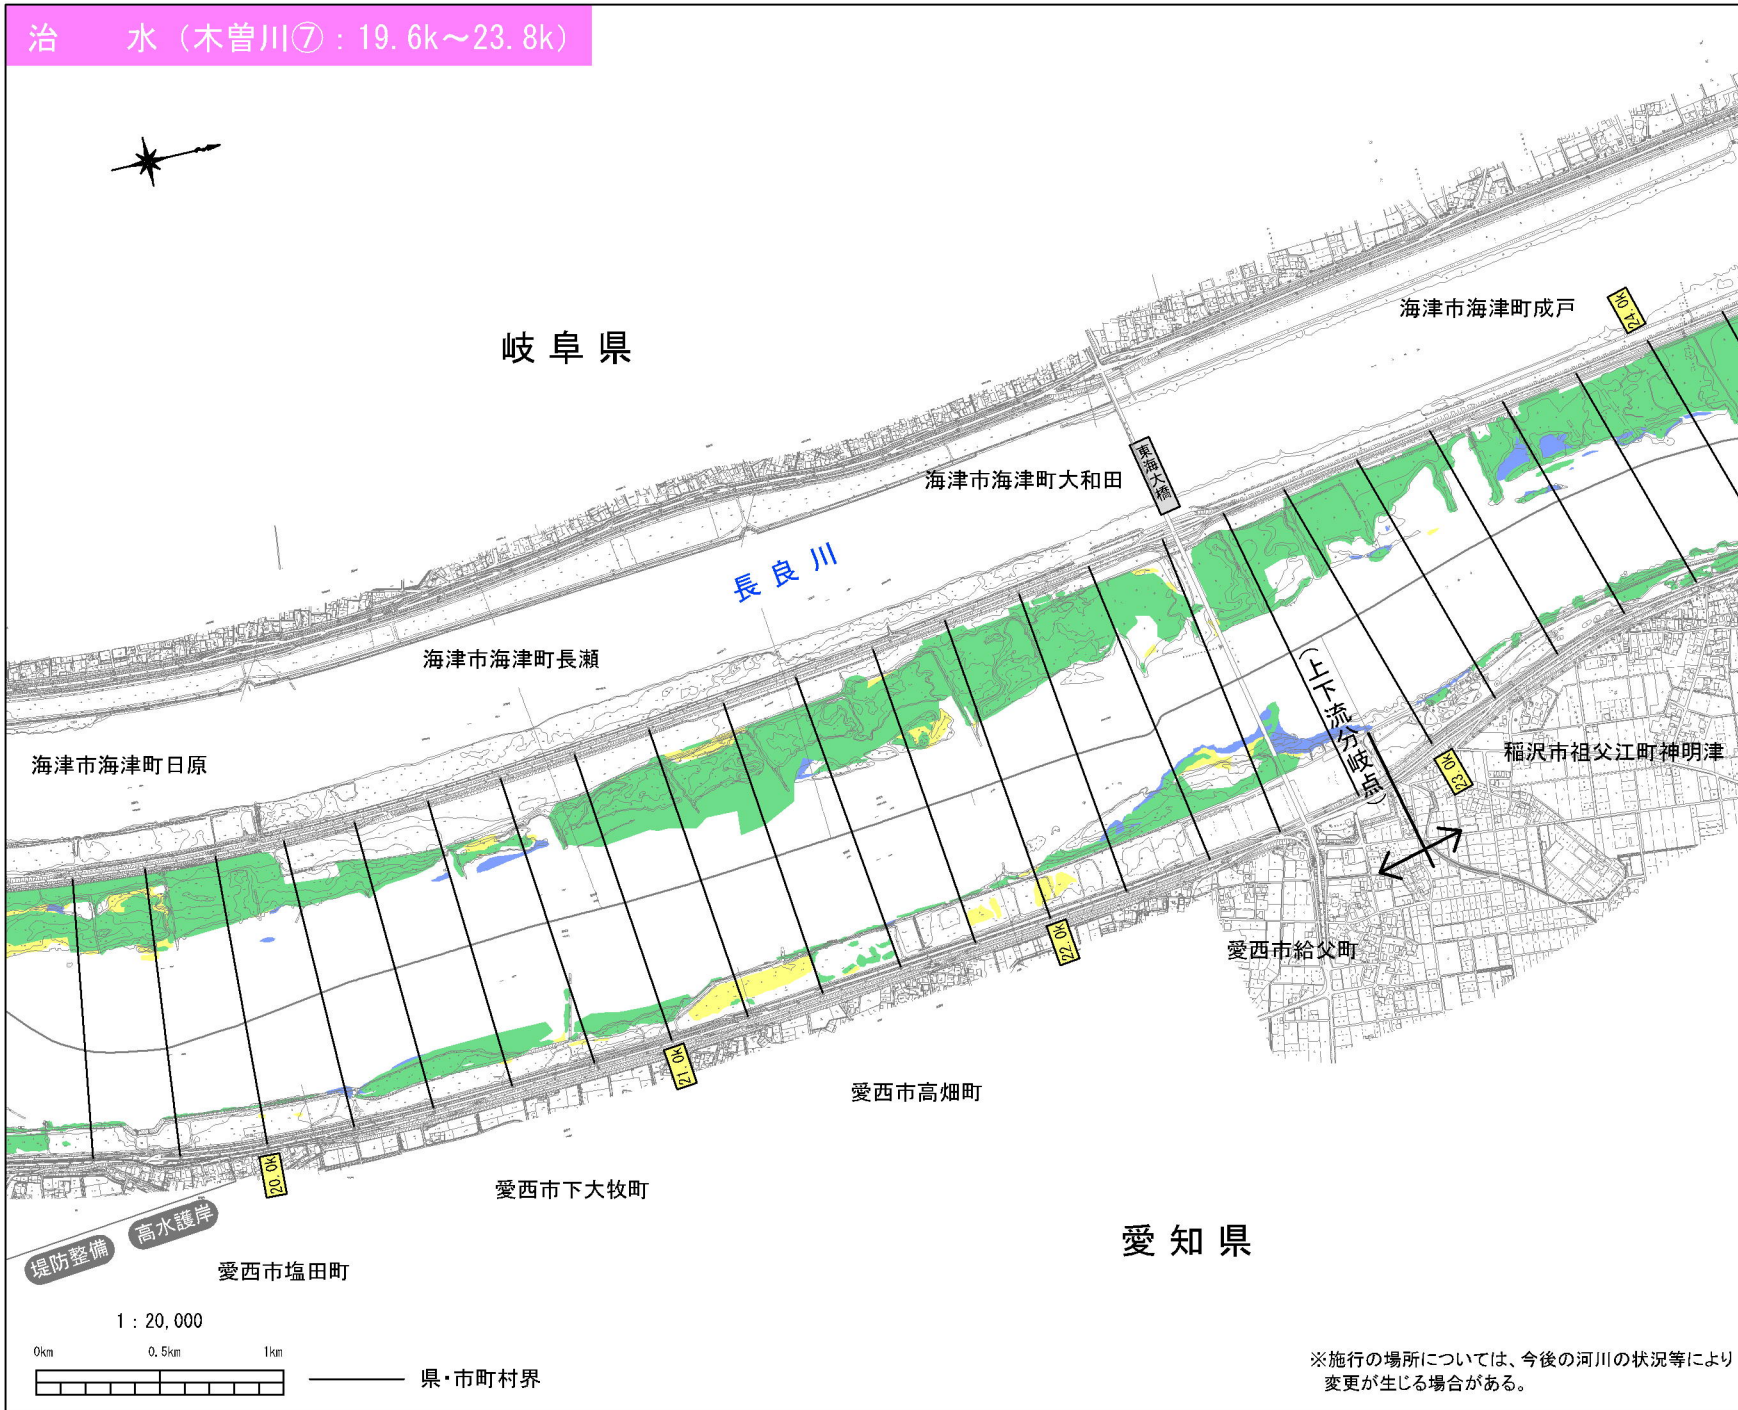 治　水（木曽川⑦：19.6k～23.8k）
岐阜県
海津市海津町成戸
24.0k
東海大橋
海津市海津町大和田
長良川
海津市海津町長瀬
（上下流分岐点）
海津市海津町日原
稲沢市祖父江町神明津
23.0k
22.0k
愛西市給父町
21.0k
愛西市高畑町
20.0k
愛西市下大牧町
高水護岸
堤防整備
愛西市塩田町
愛知県
1：20,000
0km 0.5km 1km
県・市町村界
※施行の場所については、今後の河川の状況等により
変更が生じる場合がある。